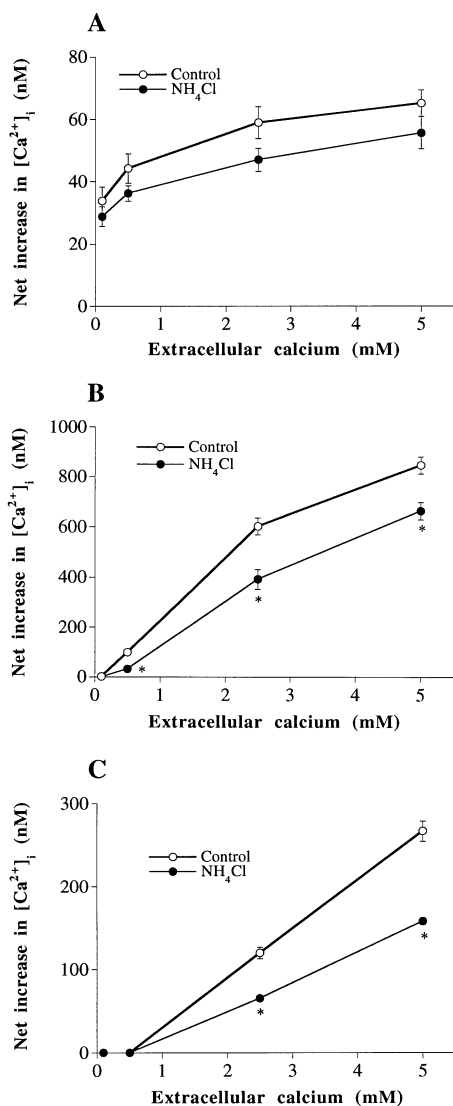 A
Net increase in [Ca²⁺]ᵢ (nM)
80
60
40
20
0
Control
NH₄Cl
0 1 2 3 4 5
Extracellular calcium (mM)
B
Net increase in [Ca²⁺]ᵢ (nM)
1000
800
600
400
200
0
Control
NH₄Cl
*
*
*
0 1 2 3 4 5
Extracellular calcium (mM)
C
Net increase in [Ca²⁺]ᵢ (nM)
300
200
100
0
Control
NH₄Cl
*
*
0 1 2 3 4 5
Extracellular calcium (mM)